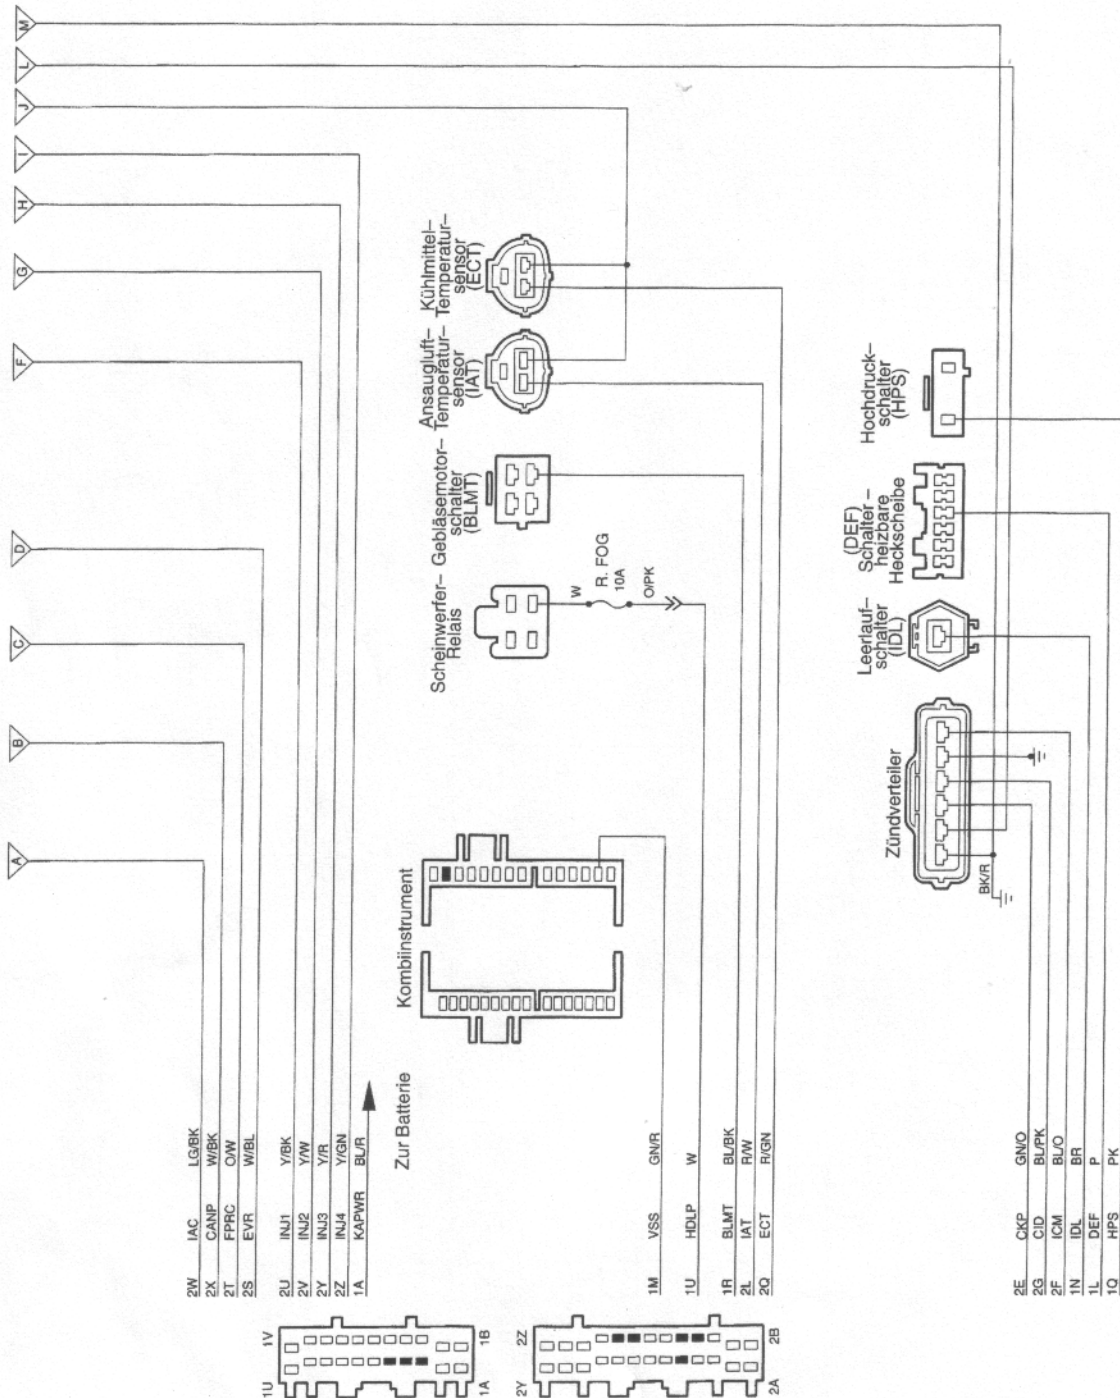 M
L
J
I
H
G
F
D
C
B
A
Kühlmittel–
Temperatur–
sensor
(ECT)
Ansaugluft–
Temperatur–
sensor
(IAT)
Gebläsemotor–
schalter
(BLMT)
Scheinwerfer–
Relais
W
R. FOG
10A
O/PK
Kombiinstrument
Zur Batterie
Hochdruck–
schalter
(HPS)
(DEF)
Schalter –
heizbare
Heckscheibe
Leerlauf–
schalter
(IDL)
Zündverteiler
BK/R
2W IAC LG/BK
2X CANP W/BK
2T FPRC O/W
2S EVR W/BL
2U INJ1 Y/BK
2V INJ2 Y/W
2Y INJ3 Y/R
2Z INJ4 Y/GN
1A KAPWR BL/R
1M VSS GN/R
1U HDLP W
1R BLMT BL/BK
2L IAT R/W
2Q ECT R/GN
2E CKP GN/O
2G CID BL/PK
2F ICM BL/O
1N IDL BR
1L DEF P
1Q HPS PK
1U 1V
1A 1B
2Y 2Z
2A 2B